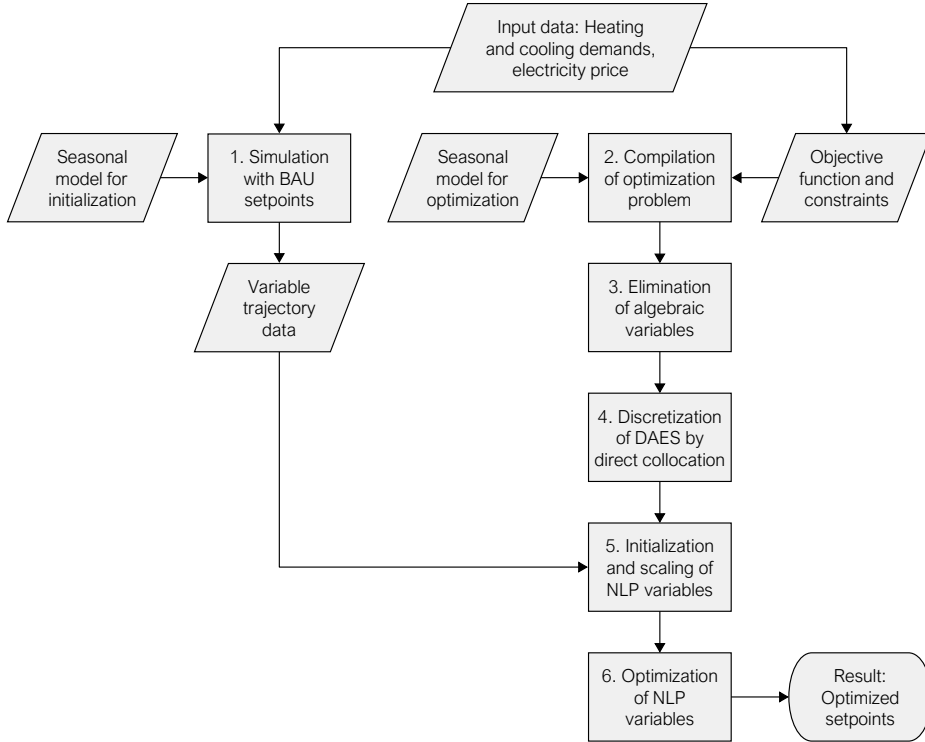 Input data: Heating
and cooling demands,
electricity price
Seasonal
model for
initialization
1. Simulation
with BAU
setpoints
Seasonal
model for
optimization
2. Compilation
of optimization
problem
Objective
function and
constraints
Variable
trajectory
data
3. Elimination
of algebraic
variables
4. Discretization
of DAES by
direct collocation
5. Initialization
and scaling of
NLP variables
6. Optimization
of NLP
variables
Result:
Optimized
setpoints